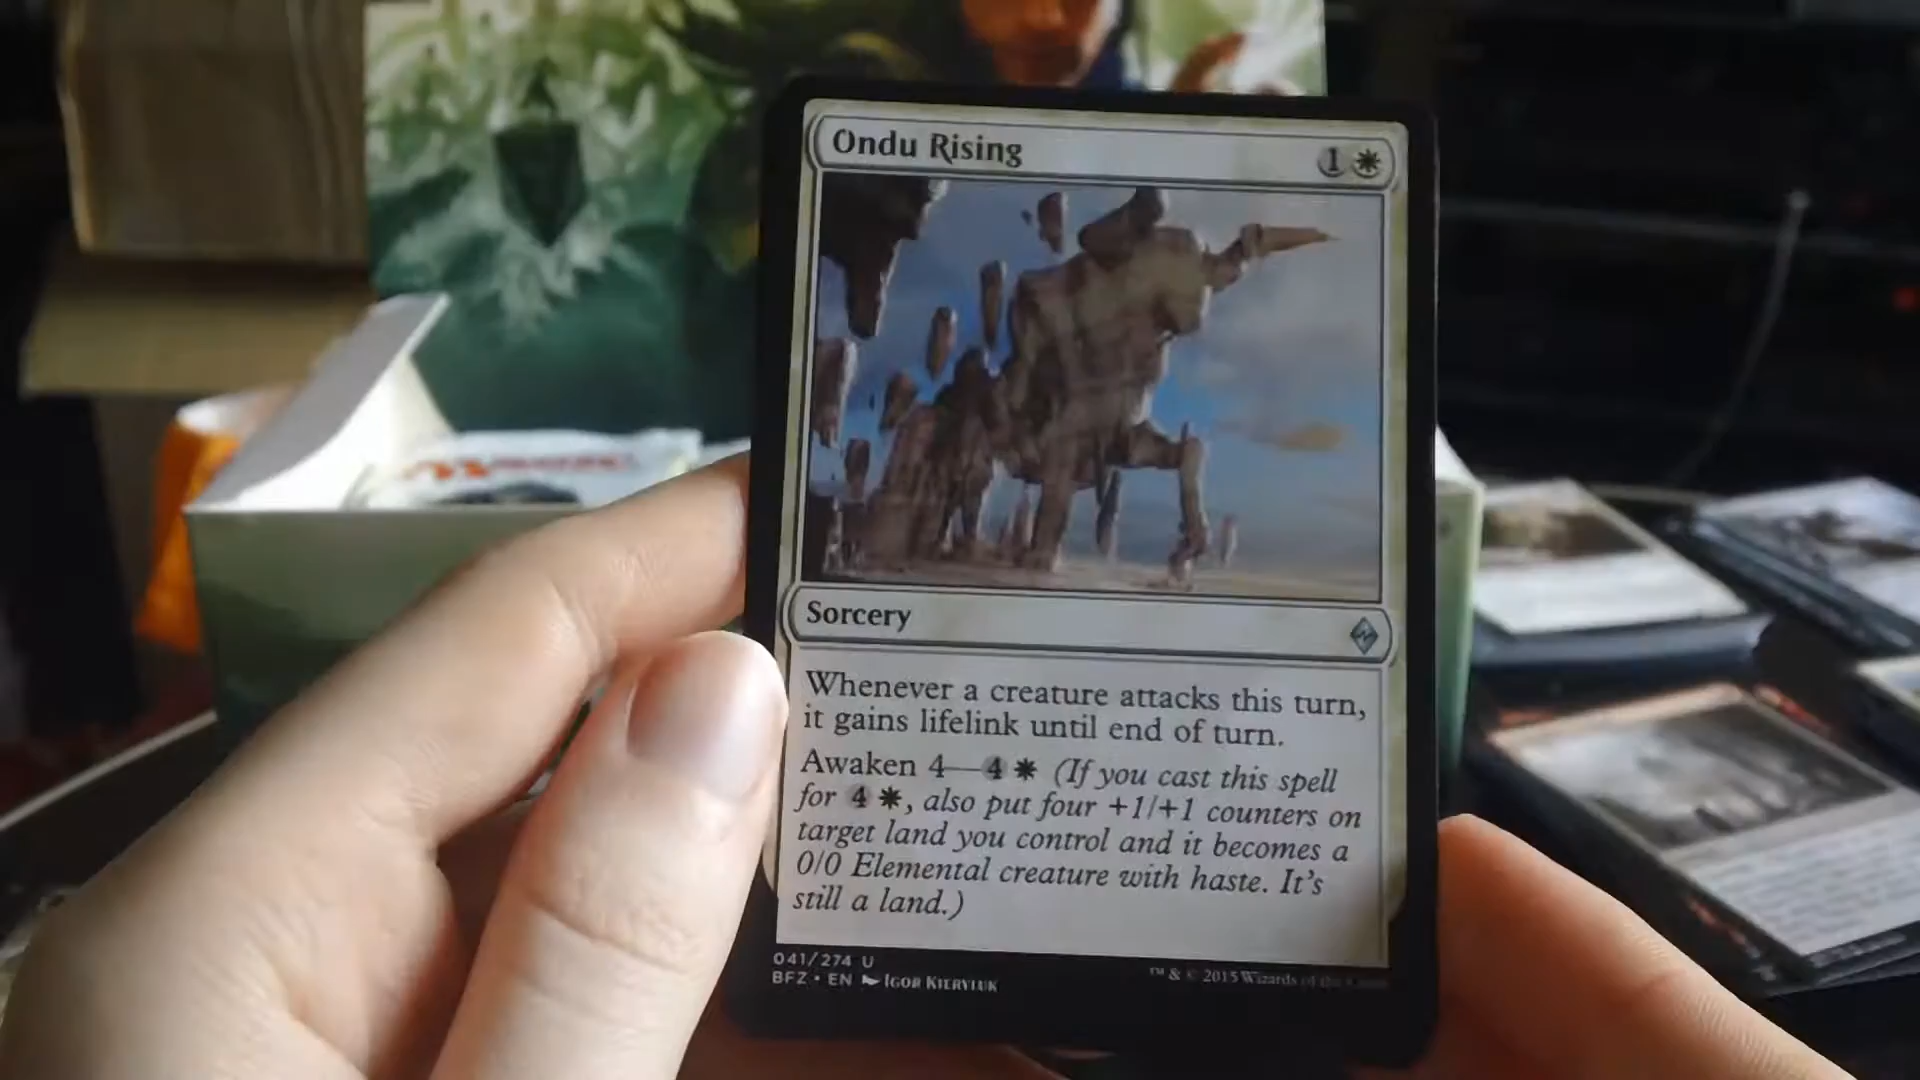 Ondu Rising
1
Sorcery
Whenever a creature attacks this turn,
it gains lifelink until end of turn.
Awaken 4—4 (If you cast this spell
for 4, also put four +1/+1 counters on
target land you control and it becomes a
0/0 Elemental creature with haste. It's
still a land.)
041/274 U
BFZ • EN IGOR KIERYLUK
™ & © 2015 Wizards of the Coast